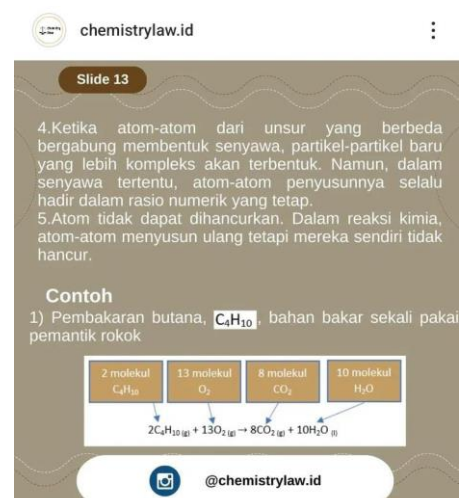 chemistrylaw.id
Slide 13
4.Ketika atom-atom dari unsur yang berbeda
bergabung membentuk senyawa, partikel-partikel baru
yang lebih kompleks akan terbentuk. Namun, dalam
senyawa tertentu, atom-atom penyusunnya selalu
hadir dalam rasio numerik yang tetap.
5.Atom tidak dapat dihancurkan. Dalam reaksi kimia,
atom-atom menyusun ulang tetapi mereka sendiri tidak
hancur.
Contoh
1) Pembakaran butana, C₄H₁₀, bahan bakar sekali pakai
pemantik rokok
2 molekul
C₄H₁₀
13 molekul
O₂
8 molekul
CO₂
10 molekul
H₂O
2C₄H₁₀ (g) + 13O₂ (g) → 8CO₂ (g) + 10H₂O (l)
@chemistrylaw.id